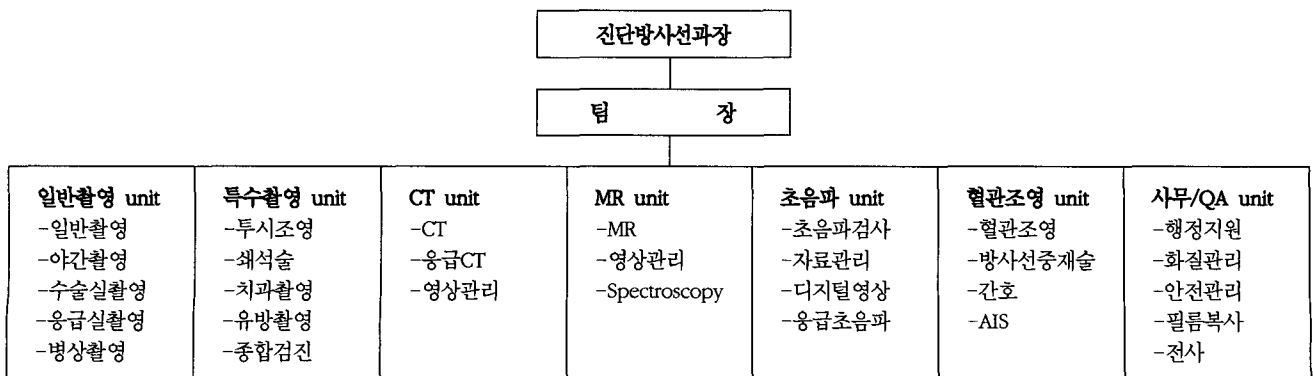 진단방사선과장
팀 장
일반촬영 unit
-일반촬영
-야간촬영
-수술실촬영
-응급실촬영
-병상촬영
특수촬영 unit
-투시조영
-쇄석술
-치과촬영
-유방촬영
-종합검진
CT unit
-CT
-응급CT
-영상관리
MR unit
-MR
-영상관리
-Spectroscopy
초음파 unit
-초음파검사
-자료관리
-디지털영상
-응급초음파
혈관조영 unit
-혈관조영
-방사선중재술
-간호
-AIS
사무/QA unit
-행정지원
-화질관리
-안전관리
-필름복사
-전사